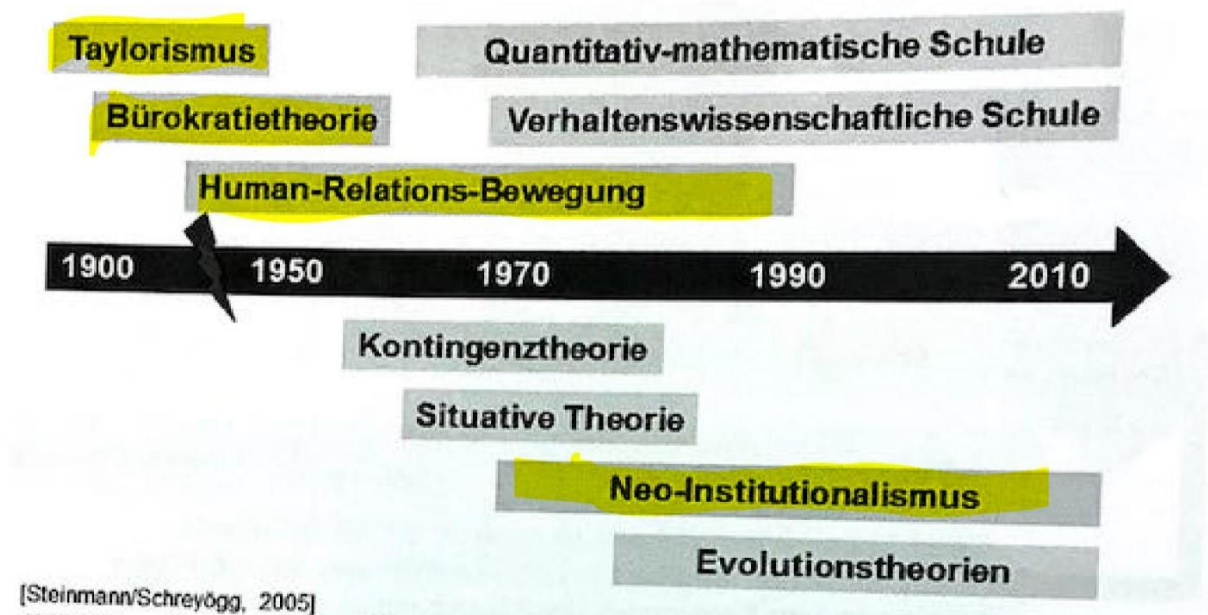 Taylorismus
Quantitativ-mathematische Schule
Bürokratietheorie
Verhaltenswissenschaftliche Schule
Human-Relations-Bewegung
1900 1950 1970 1990 2010
Kontingenztheorie
Situative Theorie
Neo-Institutionalismus
Evolutionstheorien
[Steinmann/Schreyögg, 2005]